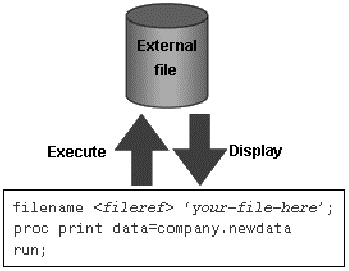 External
file
Execute
Display
filename <fileref> ‘your-file-here’;
proc print data=company.newdata
run;